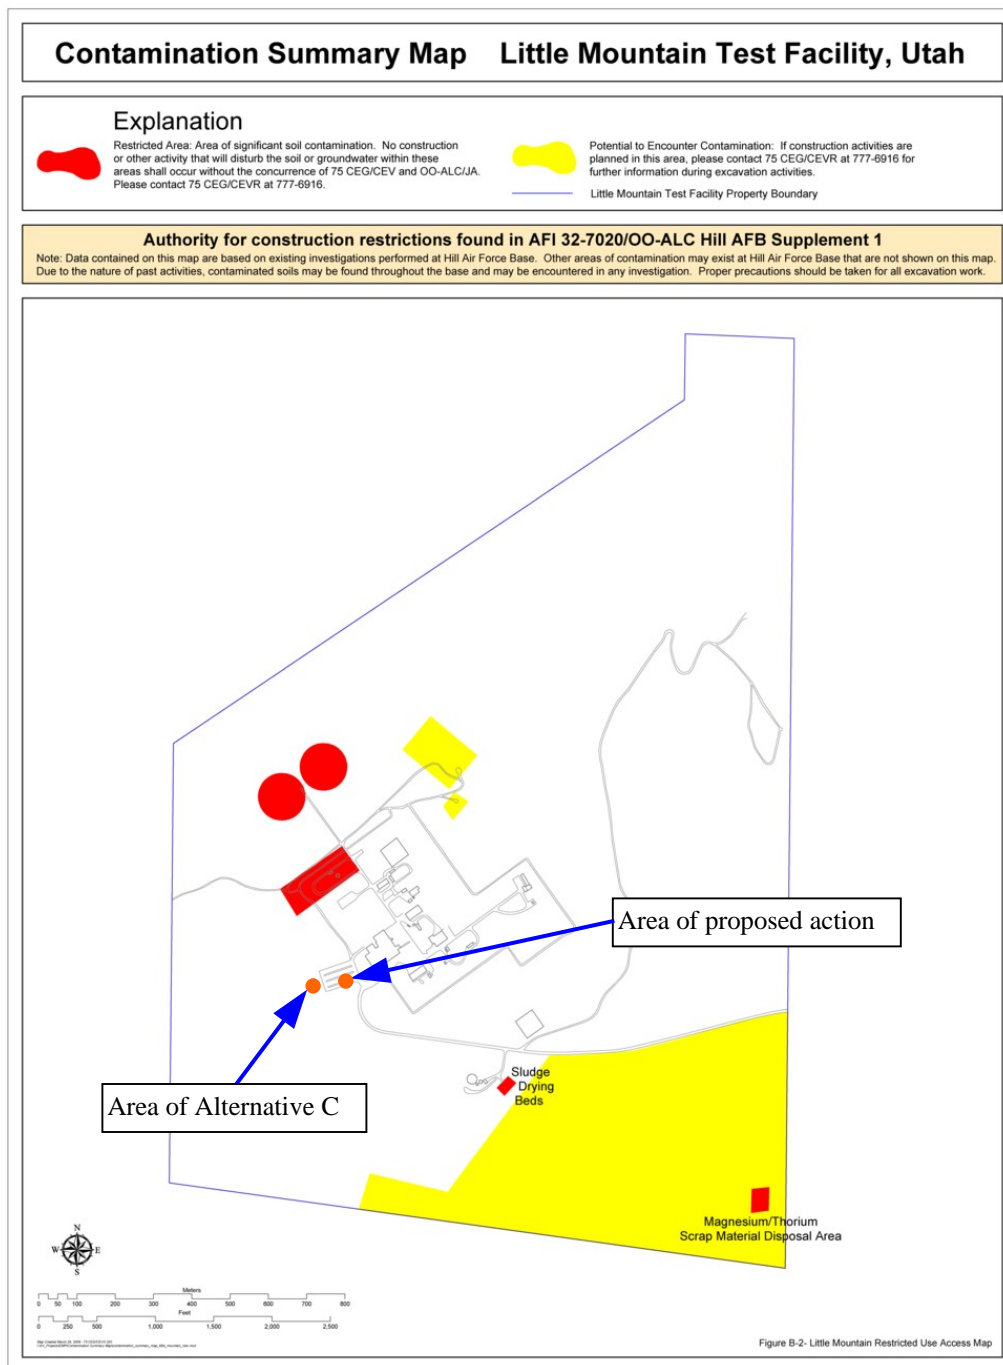 Contamination Summary Map Little Mountain Test Facility, Utah
Explanation
Restricted Area: Area of significant soil contamination. No construction
or other activity that will disturb the soil or groundwater within these
areas shall occur without the concurrence of 75 CEG/CEV and OO-ALC/JA.
Please contact 75 CEG/CEVR at 777-6916.
Potential to Encounter Contamination: If construction activities are
planned in this area, please contact 75 CEG/CEVR at 777-6916 for
further information during excavation activities.
Little Mountain Test Facility Property Boundary
Authority for construction restrictions found in AFI 32-7020/OO-ALC Hill AFB Supplement 1
Note: Data contained on this map are based on existing investigations performed at Hill Air Force Base. Other areas of contamination may exist at Hill Air Force Base that are not shown on this map.
Due to the nature of past activities, contaminated soils may be found throughout the base and may be encountered in any investigation. Proper precautions should be taken for all excavation work.
Area of proposed action
Area of Alternative C
Sludge
Drying
Beds
Magnesium/Thorium
Scrap Material Disposal Area
N
W E
S
Meters
0 50 100 200 300 400 500 600 700 800
Feet
0 250 500 1,000 1,500 2,000 2,500
Figure B-2- Little Mountain Restricted Use Access Map